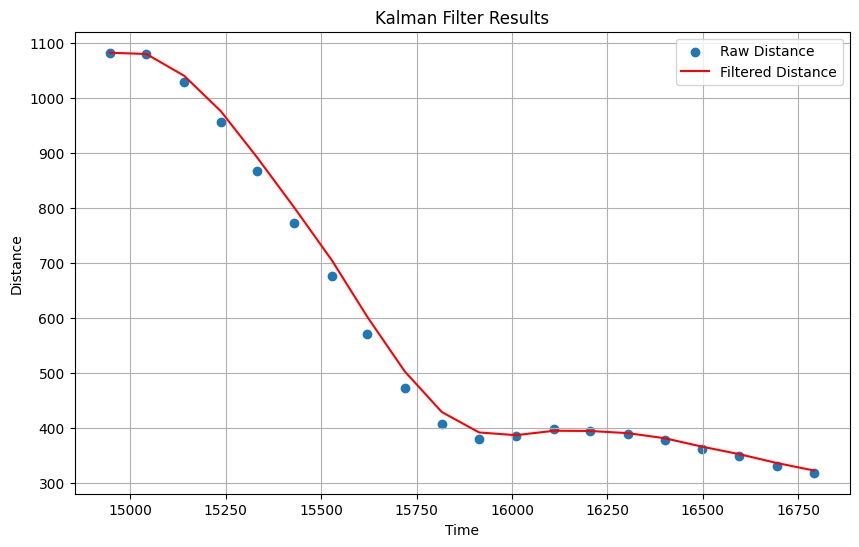 Kalman Filter Results
Raw Distance
Filtered Distance
Distance
1100
1000
900
800
700
600
500
400
300
15000 15250 15500 15750 16000 16250 16500 16750
Time